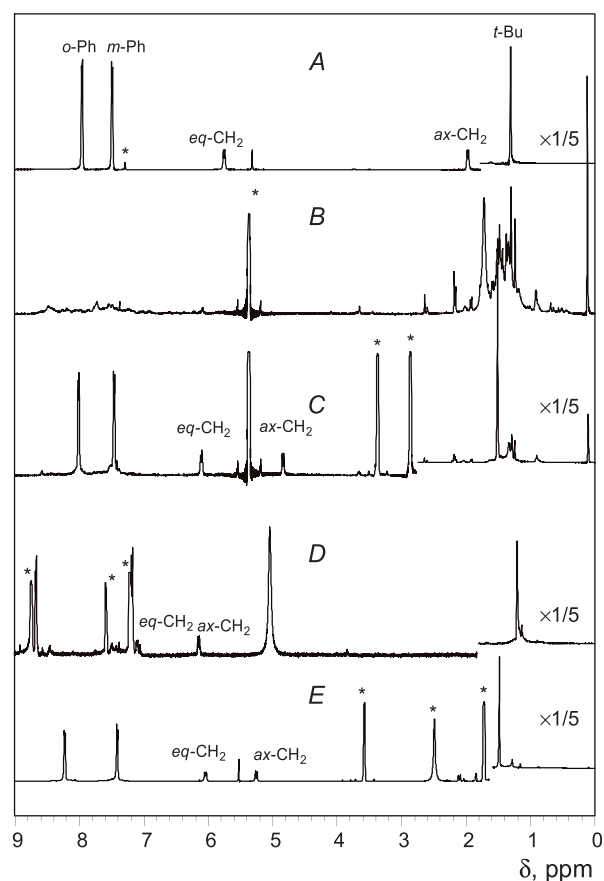 o-Ph m-Ph t-Bu
A
eq-CH2 ax-CH2 ×1/5
*
*
B
* *
C ×1/5
eq-CH2 ax-CH2
D
* * *
eq-CH2 ax-CH2 ×1/5
E
* * *
eq-CH2 ax-CH2 ×1/5
9 8 7 6 5 4 3 2 1 0
δ, ppm